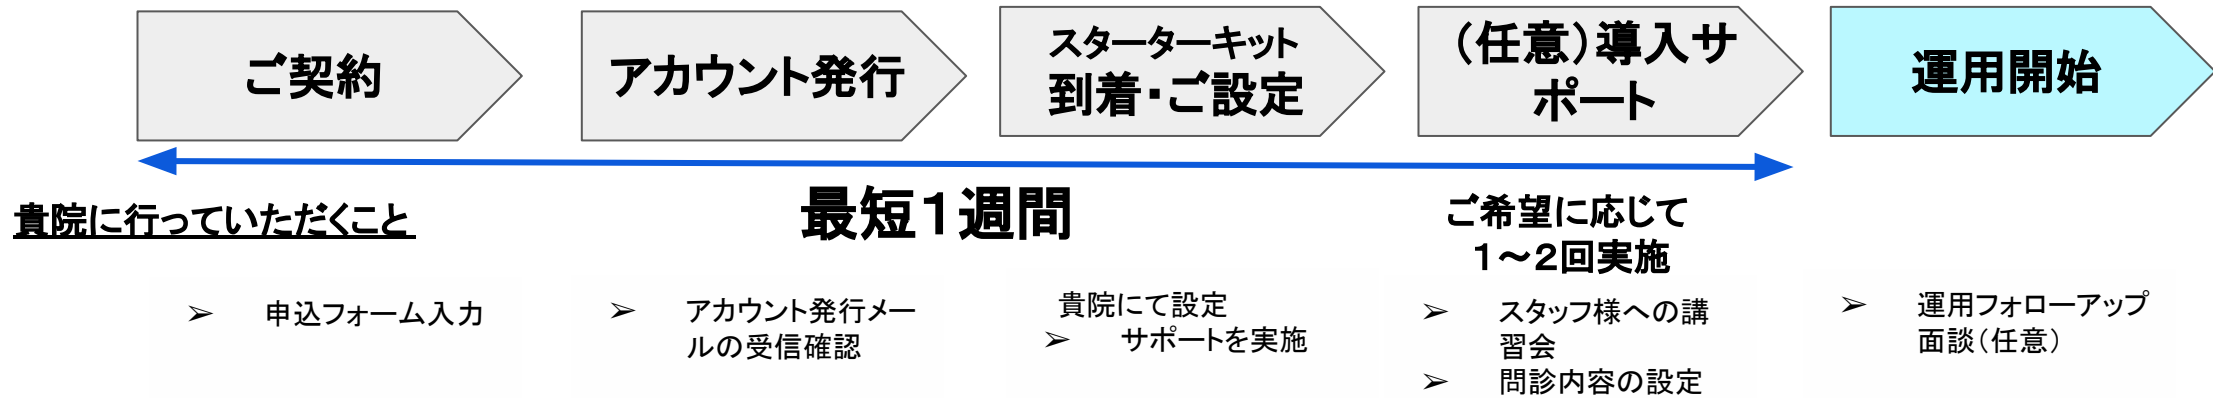 ご契約
アカウント発行
スターターキット
到着・ご設定
（任意）導入サ
ポート
運用開始
最短１週間
貴院に行っていただくこと
ご希望に応じて
１～２回実施
➢ 申込フォーム入力
➢ アカウント発行メー
ルの受信確認
貴院にて設定
➢ サポートを実施
➢ スタッフ様への講
習会
➢ 問診内容の設定
➢ 運用フォローアップ
面談（任意）